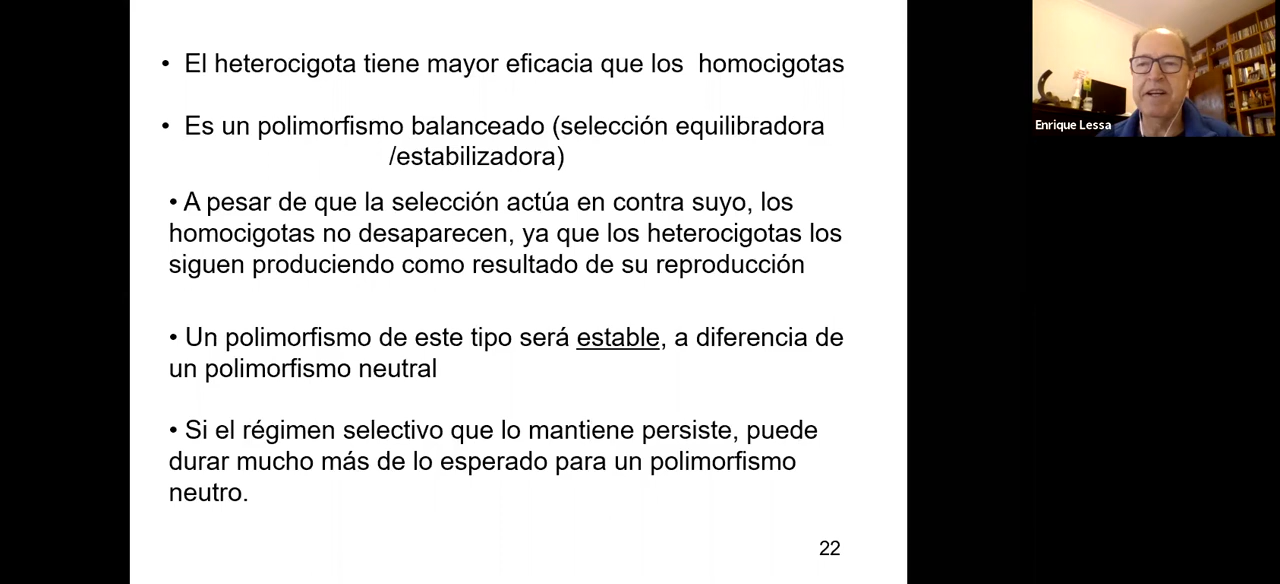 • El heterocigota tiene mayor eficacia que los homocigotas
• Es un polimorfismo balanceado (selección equilibradora
/estabilizadora)
• A pesar de que la selección actúa en contra suyo, los
homocigotas no desaparecen, ya que los heterocigotas los
siguen produciendo como resultado de su reproducción
• Un polimorfismo de este tipo será estable, a diferencia de
un polimorfismo neutral
• Si el régimen selectivo que lo mantiene persiste, puede
durar mucho más de lo esperado para un polimorfismo
neutro.
22
Enrique Lessa